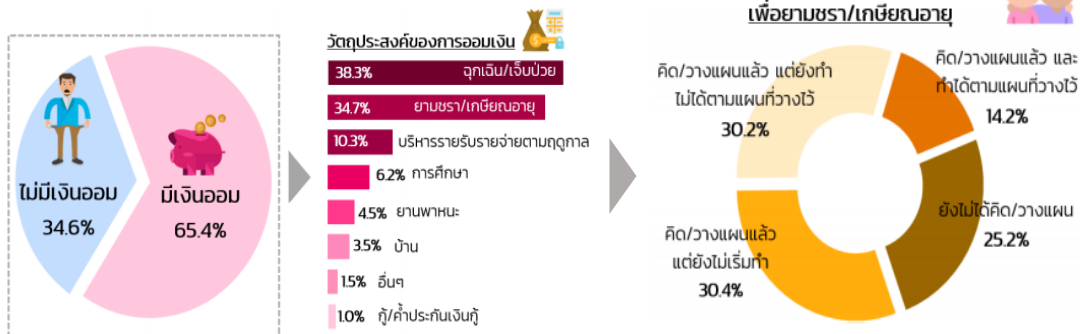 ไม่มีเงินออม
34.6%
มีเงินออม
65.4%
วัตถุประสงค์ของการออมเงิน
38.3% ฉุกเฉิน/เจ็บป่วย
34.7% ยามชรา/เกษียณอายุ
10.3% บริหารรายรับรายจ่ายตามฤดูกาล
6.2% การศึกษา
4.5% ยานพาหนะ
3.5% บ้าน
1.5% อื่นๆ
1.0% กู้/ค้ำประกันเงินกู้
เพื่อยามชรา/เกษียณอายุ
คิด/วางแผนแล้ว แต่ยังทำ
ไม่ได้ตามแผนที่วางไว้
30.2%
คิด/วางแผนแล้ว และ
ทำได้ตามแผนที่วางไว้
14.2%
ยังไม่ได้คิด/วางแผน
25.2%
คิด/วางแผนแล้ว
แต่ยังไม่เริ่มทำ
30.4%